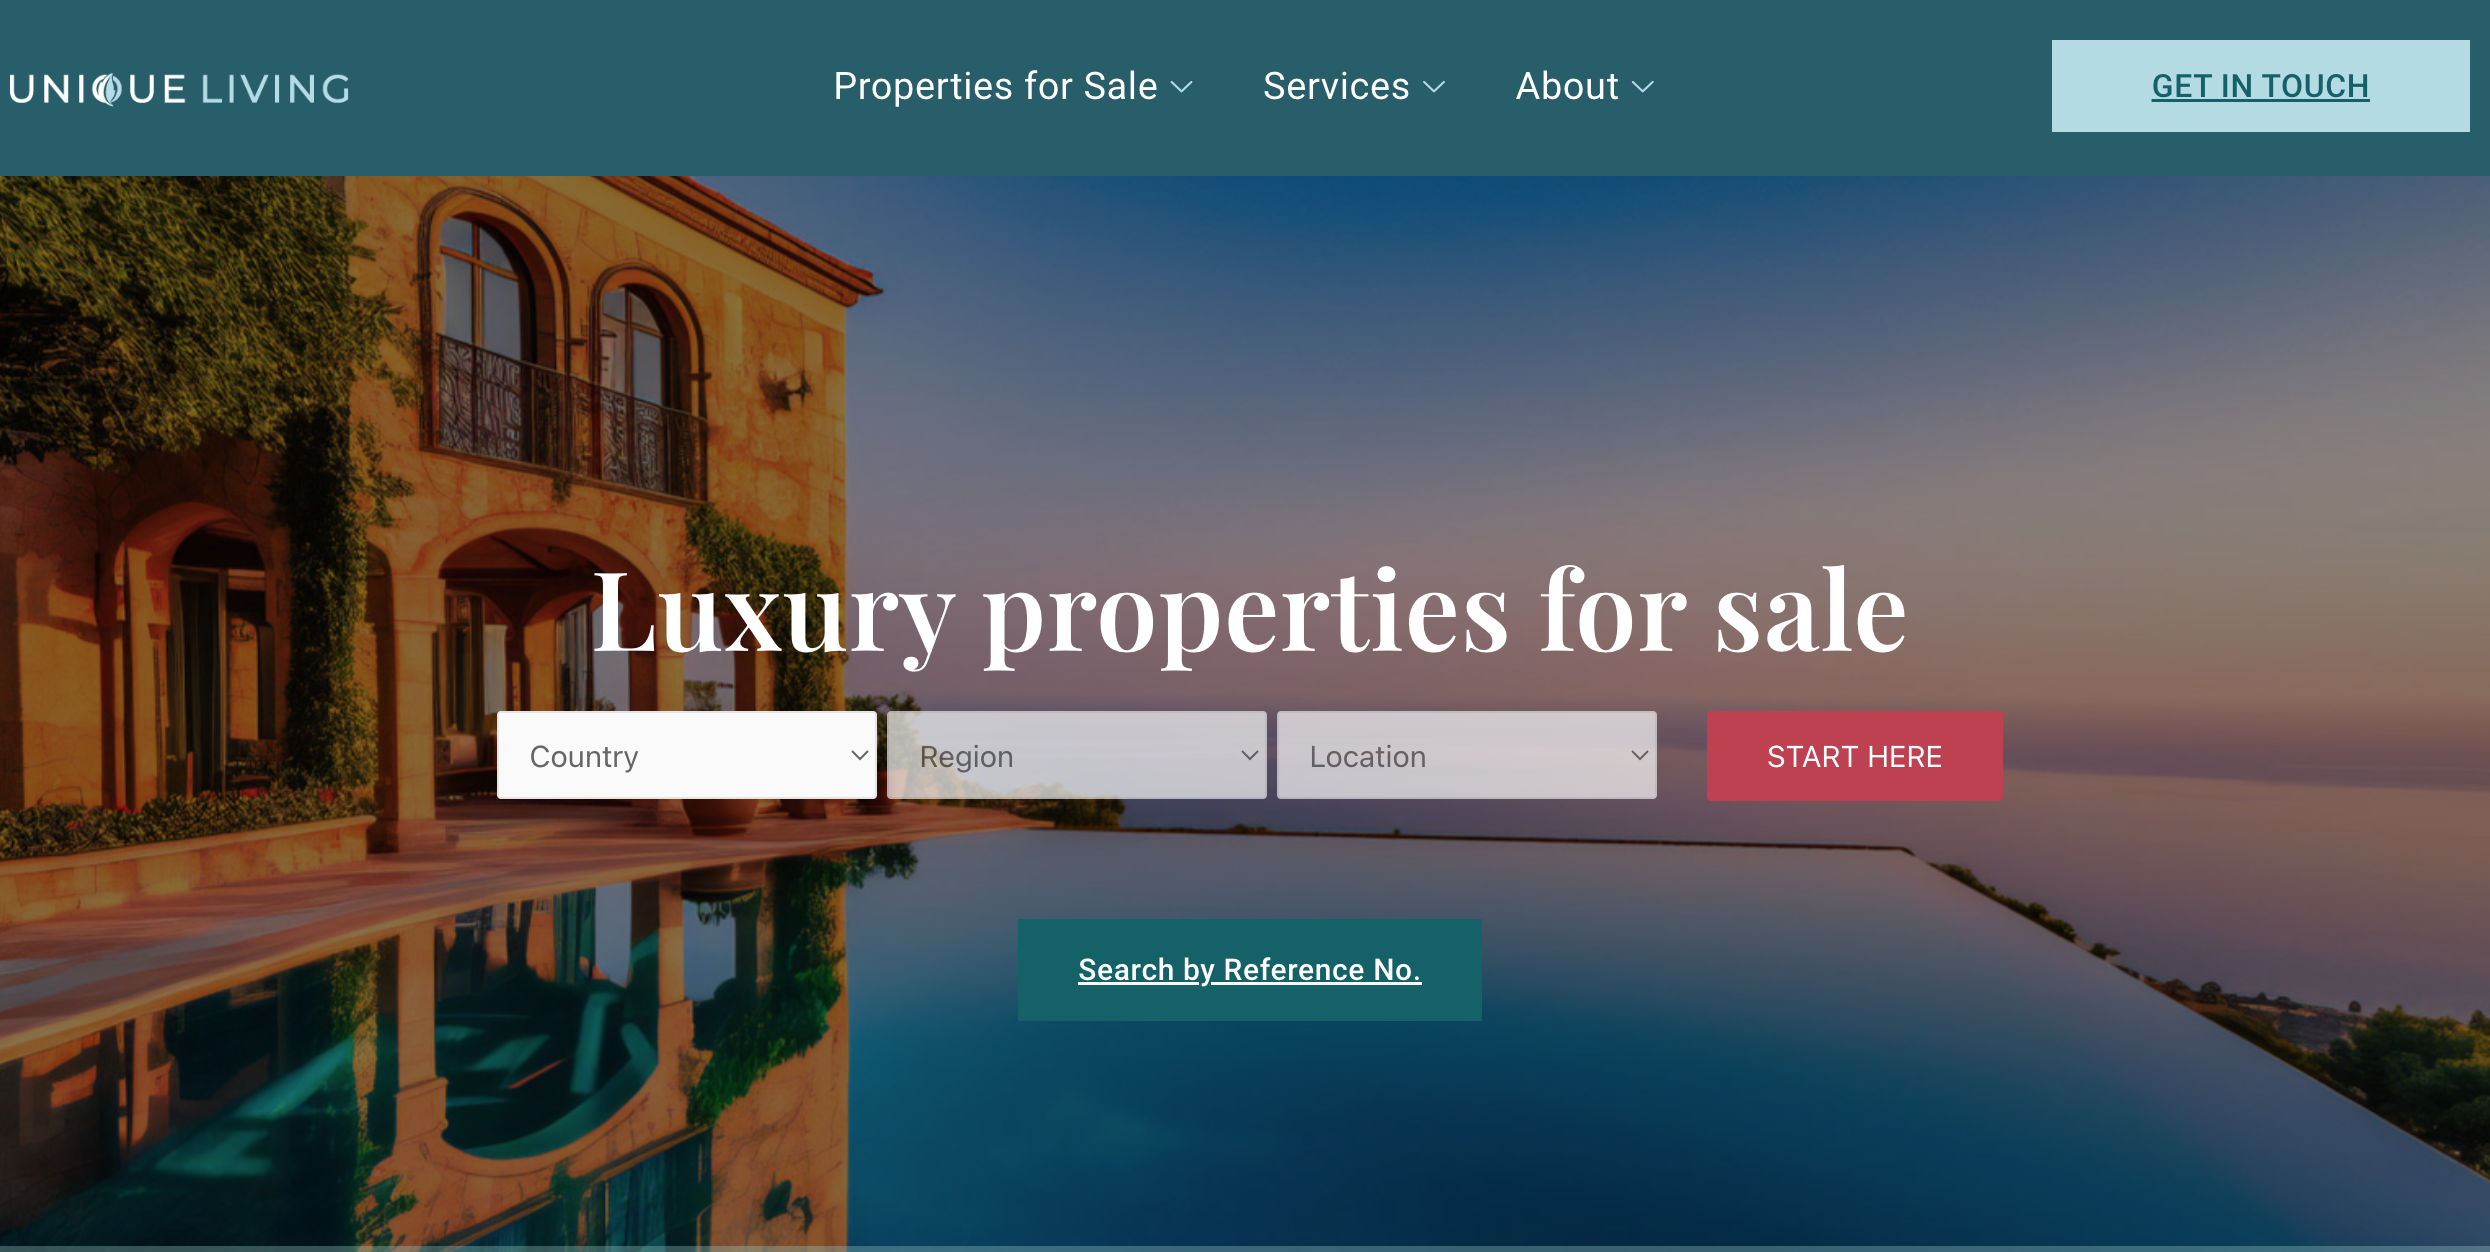 UNIQUE LIVING
Properties for Sale
Services
About
GET IN TOUCH
Luxury properties for sale
Country
Region
Location
START HERE
Search by Reference No.